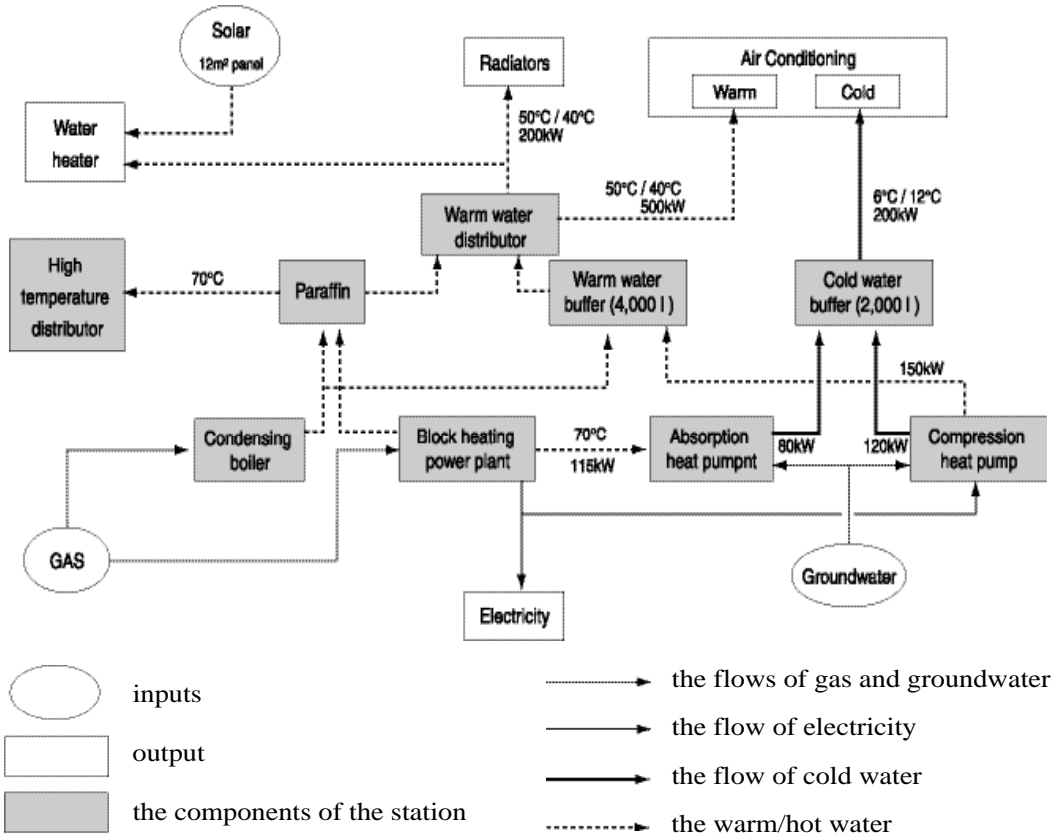 Solar
12m² panel
Radiators
Air Conditioning
Warm
Cold
Water
heater
50°C / 40°C
200kW
50°C / 40°C
500kW
6°C / 12°C
200kW
Warm water
distributor
High
temperature
distributor
70°C
Paraffin
Warm water
buffer (4,000 l )
Cold water
buffer (2,000 l )
150kW
Condensing
boiler
Block heating
power plant
70°C
115kW
Absorption
heat pumpnt
80kW
120kW
Compression
heat pump
GAS
Groundwater
Electricity
inputs
output
the components of the station
the flows of gas and groundwater
the flow of electricity
the flow of cold water
the warm/hot water